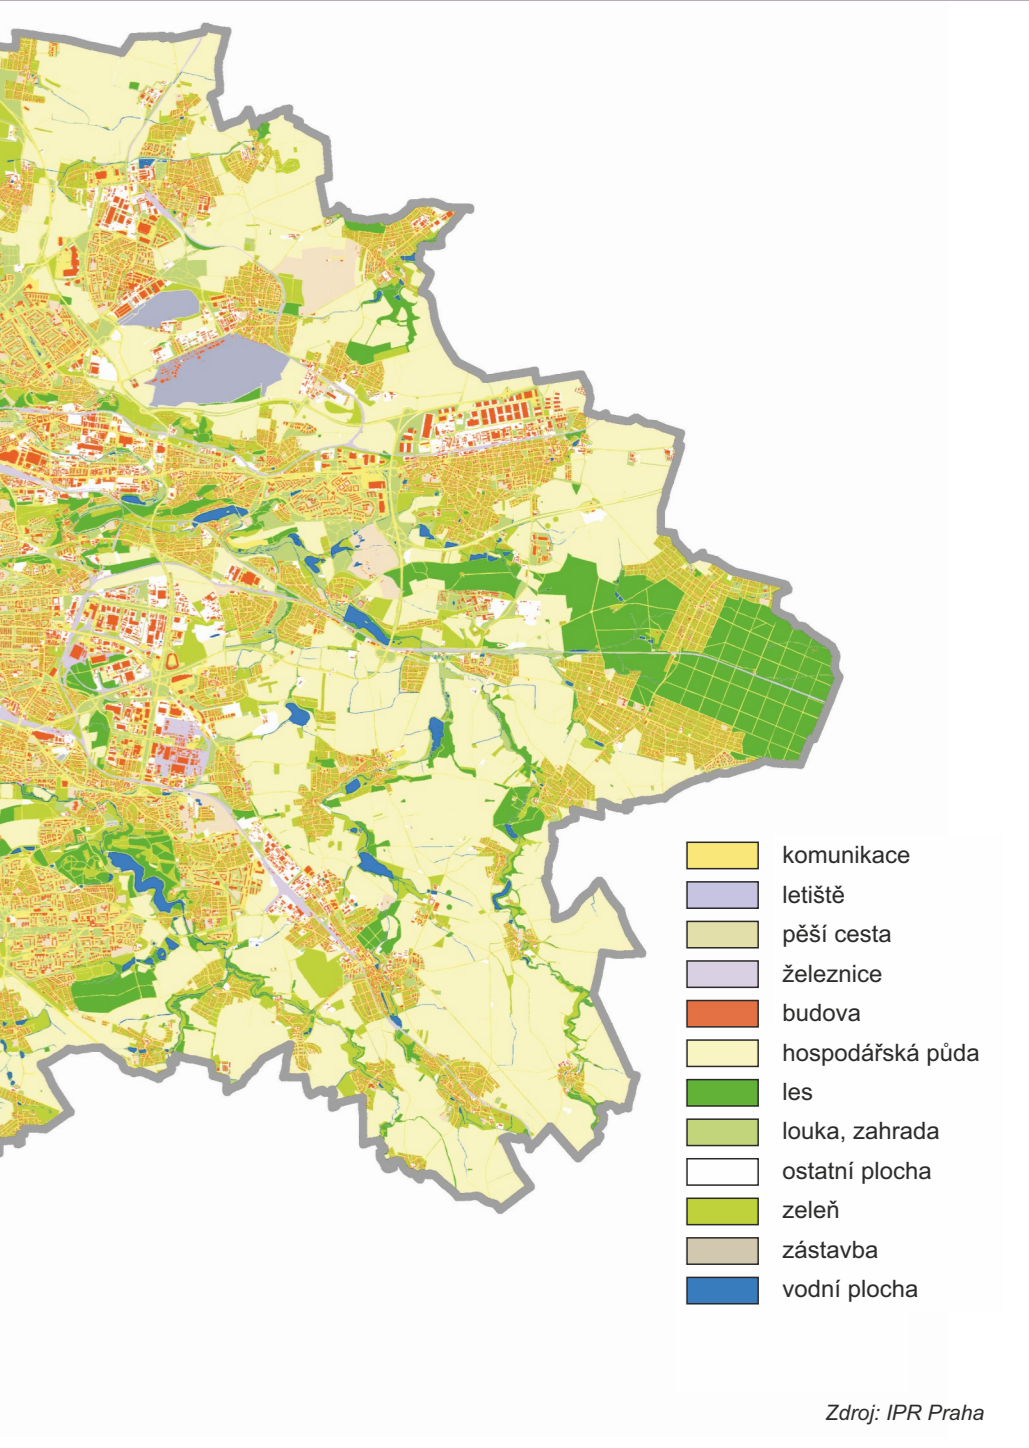 komunikace
letiště
pěší cesta
železnice
budova
hospodářská půda
les
louka, zahrada
ostatní plocha
zeleň
zástavba
vodní plocha
Zdroj: IPR Praha